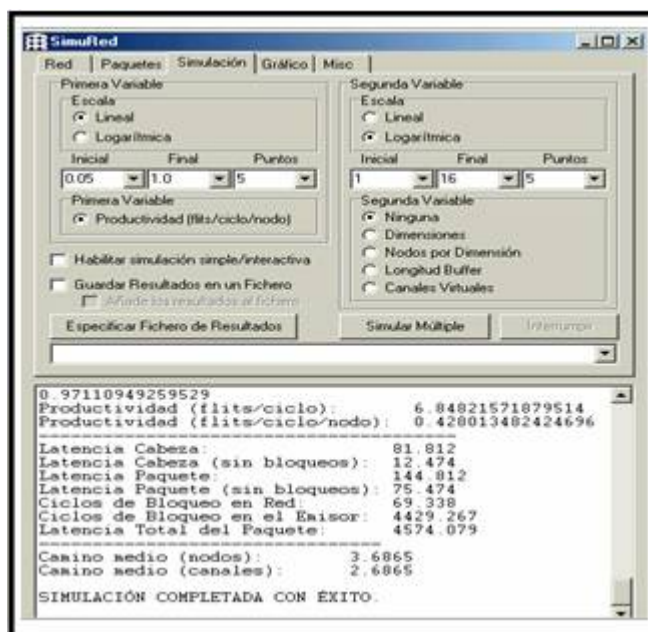 SimuRed
Red Paquetes Simulación Gráfico Misc
Primera Variable
Escala
Lineal
Logarítmica
Inicial Final Puntos
0.05 1.0 5
Primera Variable
Productividad (flits/ciclo/nodo)
Habilitar simulación simple/interactiva
Guardar Resultados en un Fichero
Añade los resultados al fichero
Especificar Fichero de Resultados
Segunda Variable
Escala
Lineal
Logarítmica
Inicial Final Puntos
1 16 5
Segunda Variable
Ninguna
Dimensiones
Nodos por Dimensión
Longitud Buffer
Canales Virtuales
Simular Múltiple Interrumpir
0.97110949259529
Productividad (flits/ciclo): 6.84821571879514
Productividad (flits/ciclo/nodo): 0.428013482424696
Latencia Cabeza: 81.812
Latencia Cabeza (sin bloqueos): 12.474
Latencia Paquete: 144.812
Latencia Paquete (sin bloqueos): 75.474
Ciclos de Bloqueo en Red: 69.338
Ciclos de Bloqueo en el Emisor: 4429.267
Latencia Total del Paquete: 4574.079
Camino medio (nodos): 3.6865
Camino medio (canales): 2.6865
SIMULACIÓN COMPLETADA CON ÉXITO.